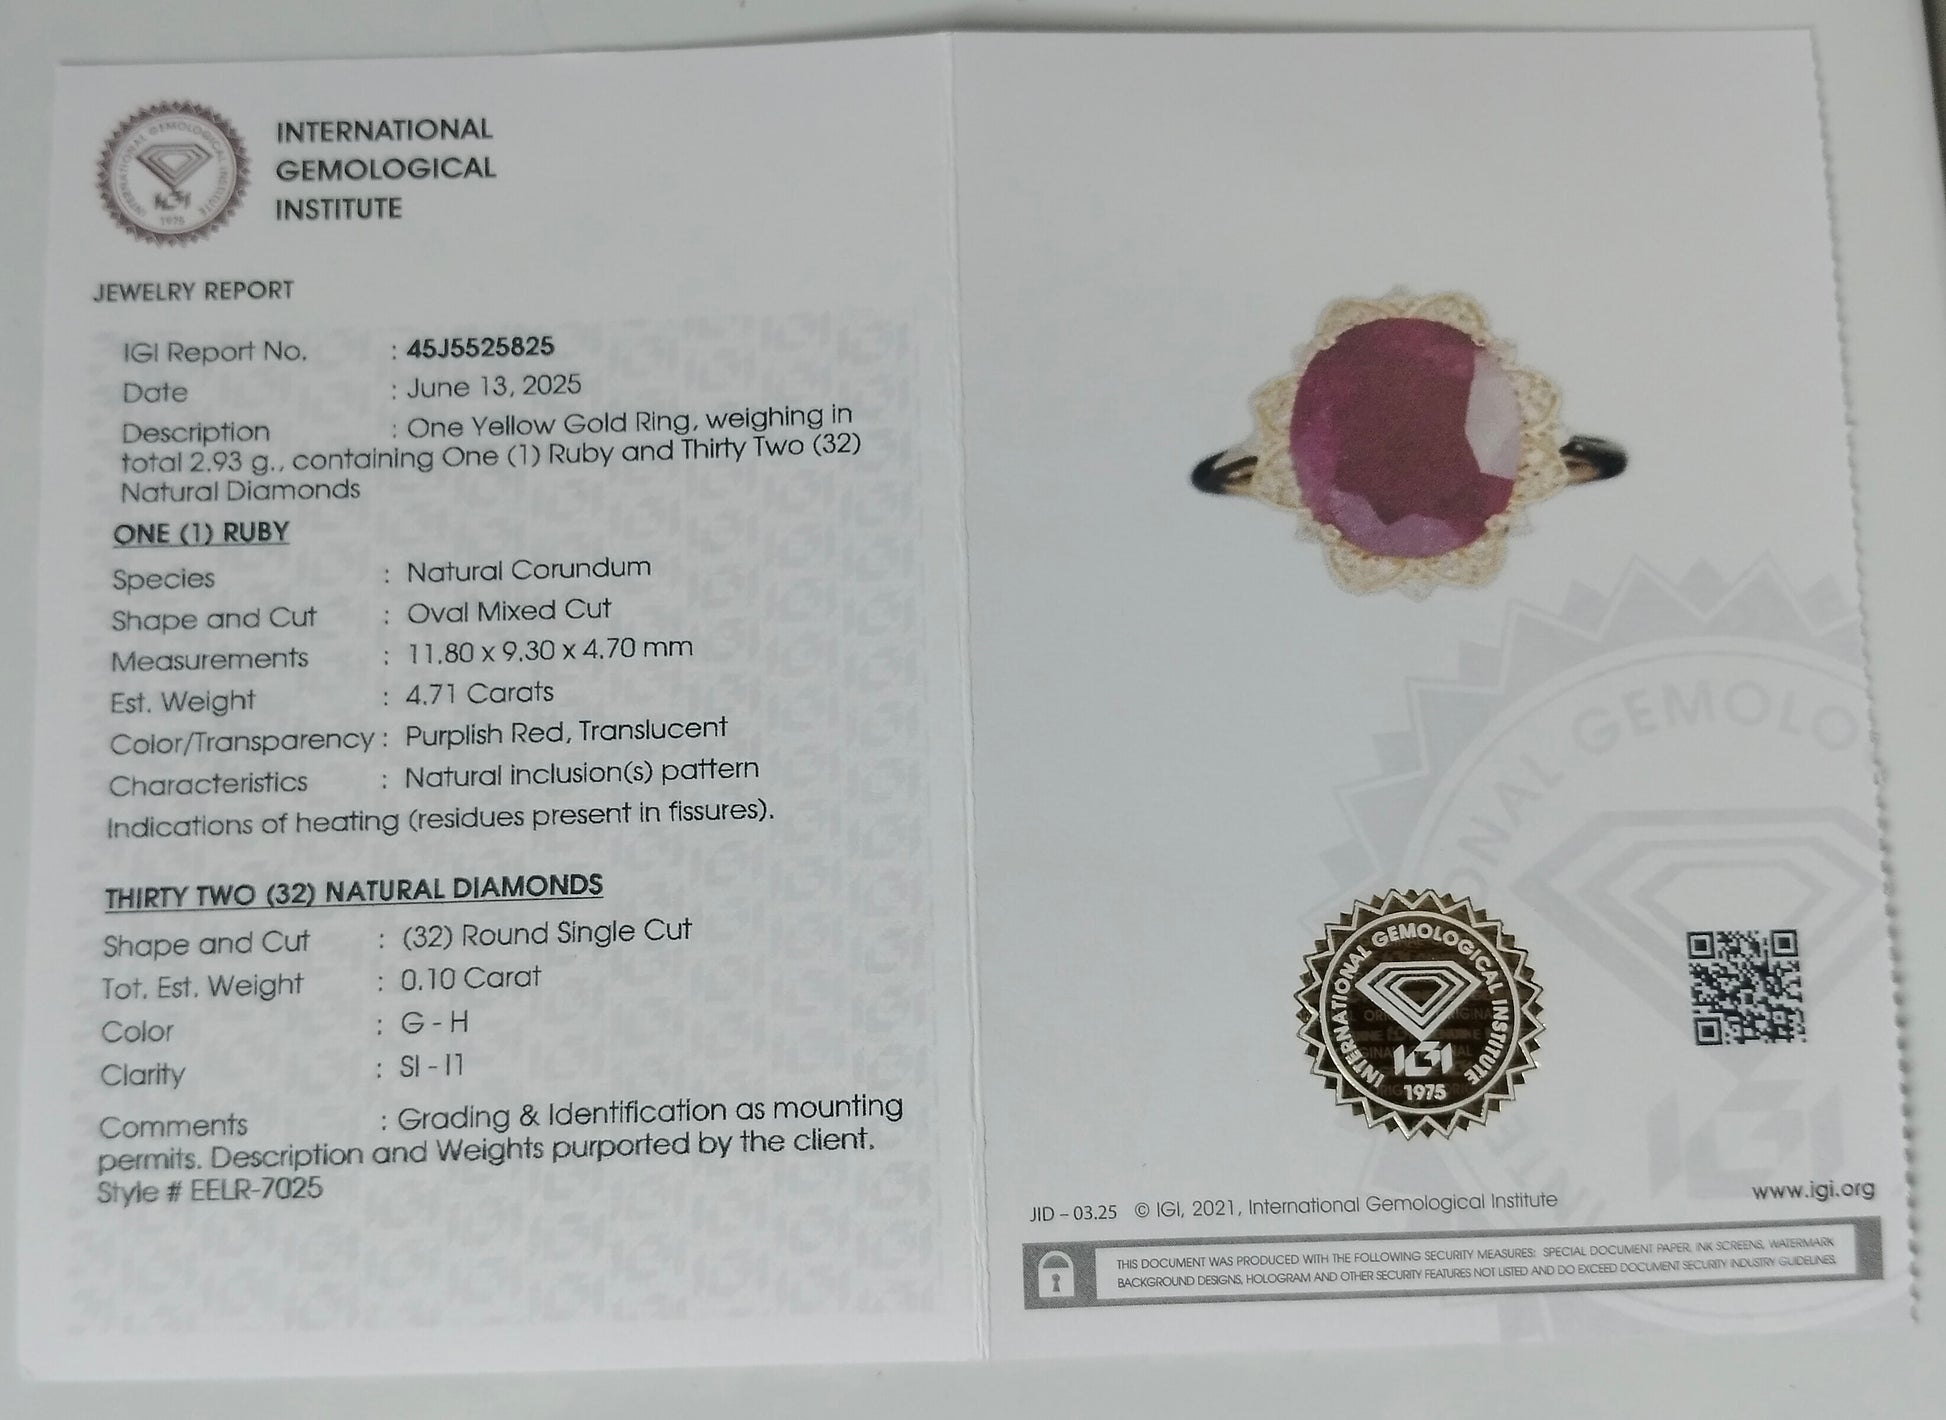 INTERNATIONAL GEMOLOGICAL INSTITUTE
IGI
1975
INTERNATIONAL
GEMOLOGICAL
INSTITUTE
JEWELRY REPORT
IGI Report No. : 45J5525825
Date : June 13, 2025
Description : One Yellow Gold Ring, weighing in
total 2.93 g., containing One (1) Ruby and Thirty Two (32)
Natural Diamonds
ONE (1) RUBY
Species : Natural Corundum
Shape and Cut : Oval Mixed Cut
Measurements : 11.80 x 9.30 x 4.70 mm
Est. Weight : 4.71 Carats
Color/Transparency : Purplish Red, Translucent
Characteristics : Natural inclusion(s) pattern
Indications of heating (residues present in fissures).
THIRTY TWO (32) NATURAL DIAMONDS
Shape and Cut : (32) Round Single Cut
Tot. Est. Weight : 0.10 Carat
Color : G - H
Clarity : SI - I1
Comments : Grading & Identification as mounting
permits. Description and Weights purported by the client.
Style # EELR-7025
INTERNATIONAL GEMOLOGICAL INSTITUTE
IGI
1975
www.igi.org
JID – 03.25 © IGI, 2021, International Gemological Institute
THIS DOCUMENT WAS PRODUCED WITH THE FOLLOWING SECURITY MEASURES: SPECIAL DOCUMENT PAPER, INK SCREENS, WATERMARK
BACKGROUND DESIGNS, HOLOGRAM AND OTHER SECURITY FEATURES NOT LISTED AND DO EXCEED DOCUMENT SECURITY INDUSTRY GUIDELINES.